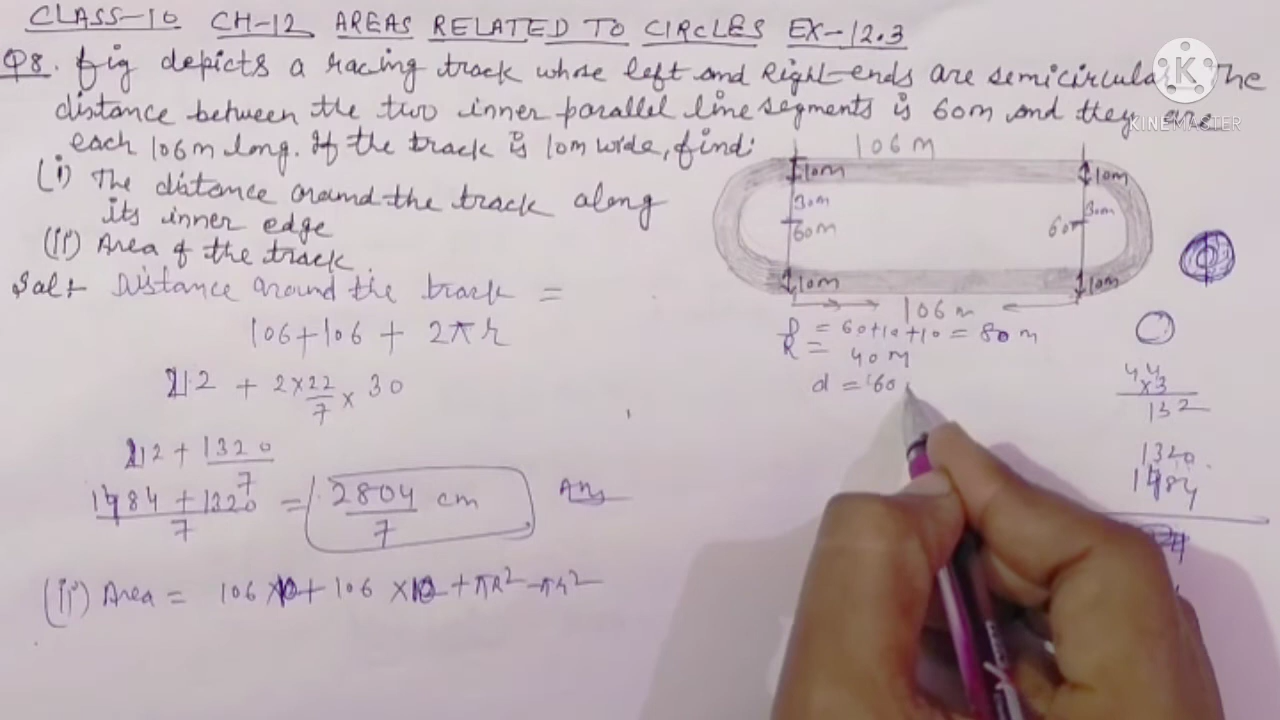 CLASS-10 CH-12 AREAS RELATED TO CIRCLES EX-12.3
Q8. fig depicts a racing track whose left and Right ends are semicircular. The
distance between the two inner parallel line segments is 60m and they are
each 106m long. If the track is 10m wide, find:
(i) The distance around the track along
its inner edge
(ii) Area of the track.
Sol:- Distance around the track =
106+106 + 2πr
212 + 2×22/7 × 30
212 + 1320/7
1484 + 1320/7 = 2804/7 cm Ans
(ii) Area = 106 ×10+ 106 ×10 + πR² - πr²
106 m
10m
10m
30m
30m
60m
60m
10m
10m
106 m
D = 60+10+10 = 80 m
R = 40 m
d = 60
44
×3
132
1320
1484
K
KINEMASTER